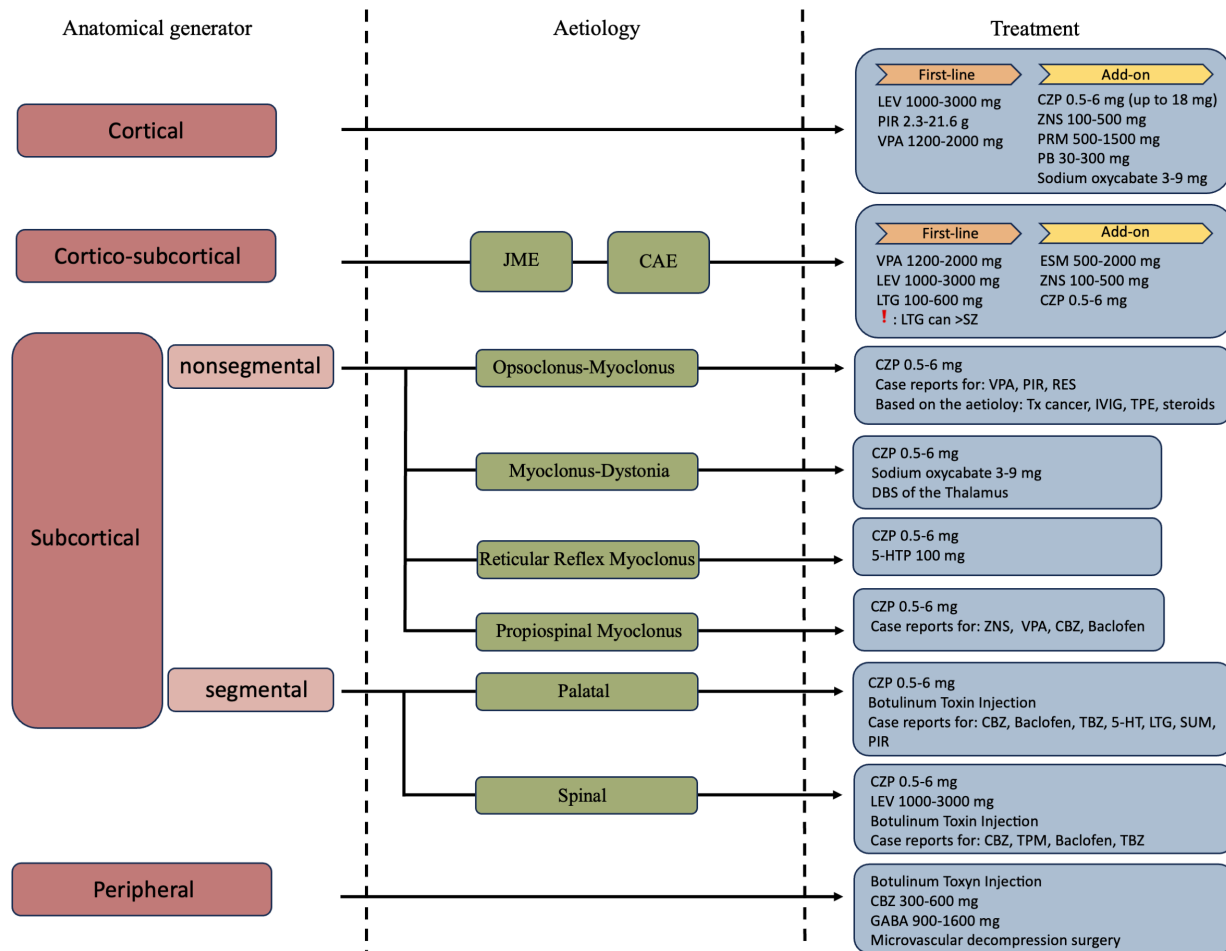 Anatomical generator
Aetiology
Treatment
Cortical
First-line
Add-on
LEV 1000-3000 mg
PIR 2.3-21.6 g
VPA 1200-2000 mg
CZP 0.5-6 mg (up to 18 mg)
ZNS 100-500 mg
PRM 500-1500 mg
PB 30-300 mg
Sodium oxycabate 3-9 mg
Cortico-subcortical
JME
CAE
First-line
Add-on
VPA 1200-2000 mg
LEV 1000-3000 mg
LTG 100-600 mg
! : LTG can >SZ
ESM 500-2000 mg
ZNS 100-500 mg
CZP 0.5-6 mg
Subcortical
nonsegmental
Opsoclonus-Myoclonus
CZP 0.5-6 mg
Case reports for: VPA, PIR, RES
Based on the aetioloy: Tx cancer, IVIG, TPE, steroids
Myoclonus-Dystonia
CZP 0.5-6 mg
Sodium oxycabate 3-9 mg
DBS of the Thalamus
Reticular Reflex Myoclonus
CZP 0.5-6 mg
5-HTP 100 mg
Propiospinal Myoclonus
CZP 0.5-6 mg
Case reports for: ZNS, VPA, CBZ, Baclofen
segmental
Palatal
CZP 0.5-6 mg
Botulinum Toxin Injection
Case reports for: CBZ, Baclofen, TBZ, 5-HT, LTG, SUM,
PIR
Spinal
CZP 0.5-6 mg
LEV 1000-3000 mg
Botulinum Toxin Injection
Case reports for: CBZ, TPM, Baclofen, TBZ
Peripheral
Botulinum Toxyn Injection
CBZ 300-600 mg
GABA 900-1600 mg
Microvascular decompression surgery